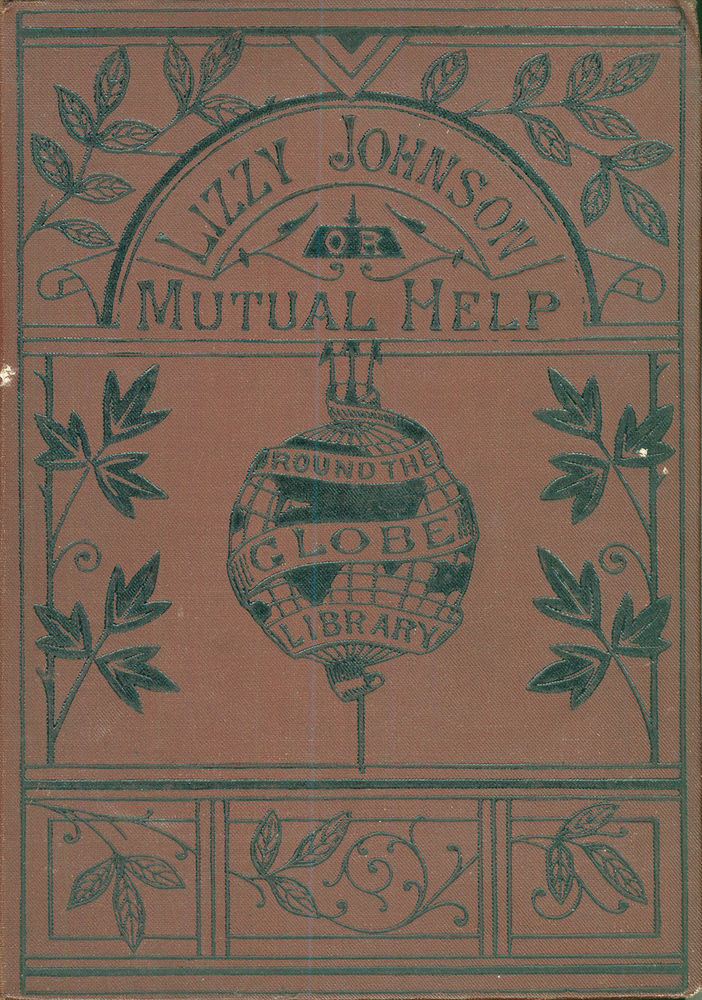 LIZZY JOHNSON
OR
MUTUAL HELP
ROUND THE
GLOBE
LIBRARY